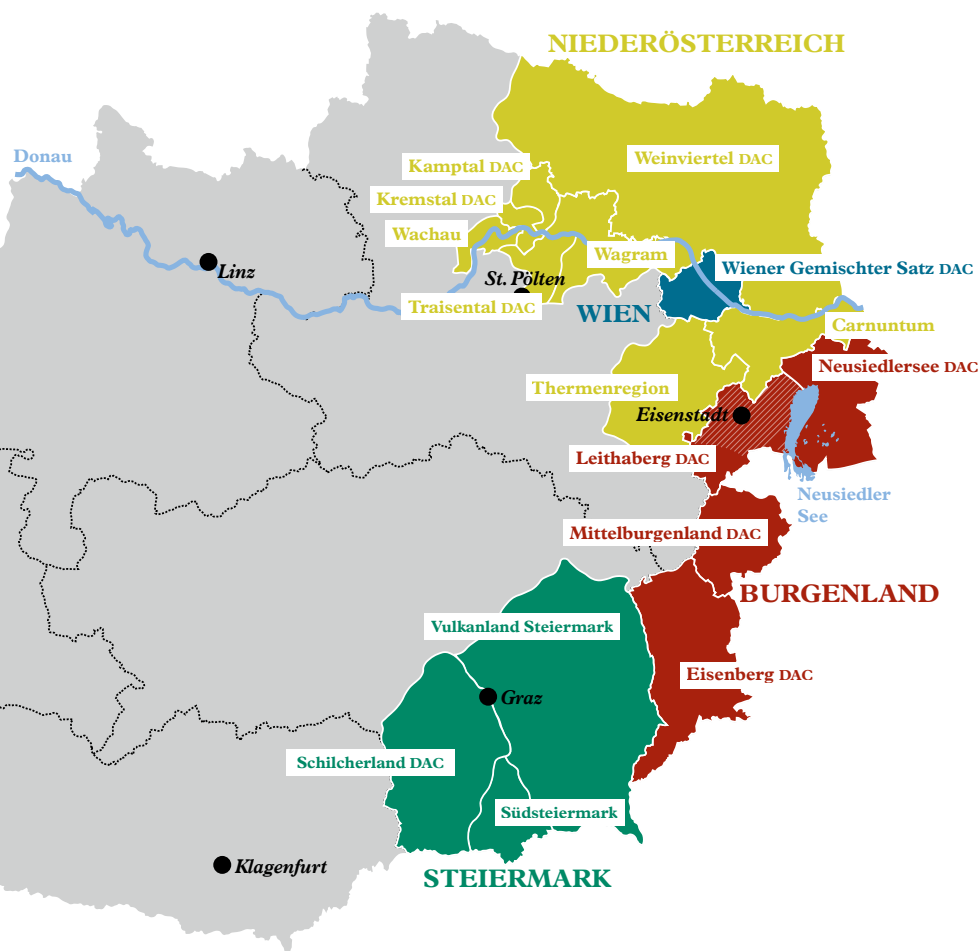 NIEDERÖSTERREICH
Donau
Kamptal DAC
Weinviertel DAC
Kremstal DAC
Wachau
Wagram
Linz
St. Pölten
Wiener Gemischter Satz DAC
Traisental DAC
WIEN
Carnuntum
Neusiedlersee DAC
Thermenregion
Eisenstadt
Leithaberg DAC
Neusiedler
See
Mittelburgenland DAC
BURGENLAND
Vulkanland Steiermark
Eisenberg DAC
Graz
Schilcherland DAC
Südsteiermark
Klagenfurt
STEIERMARK